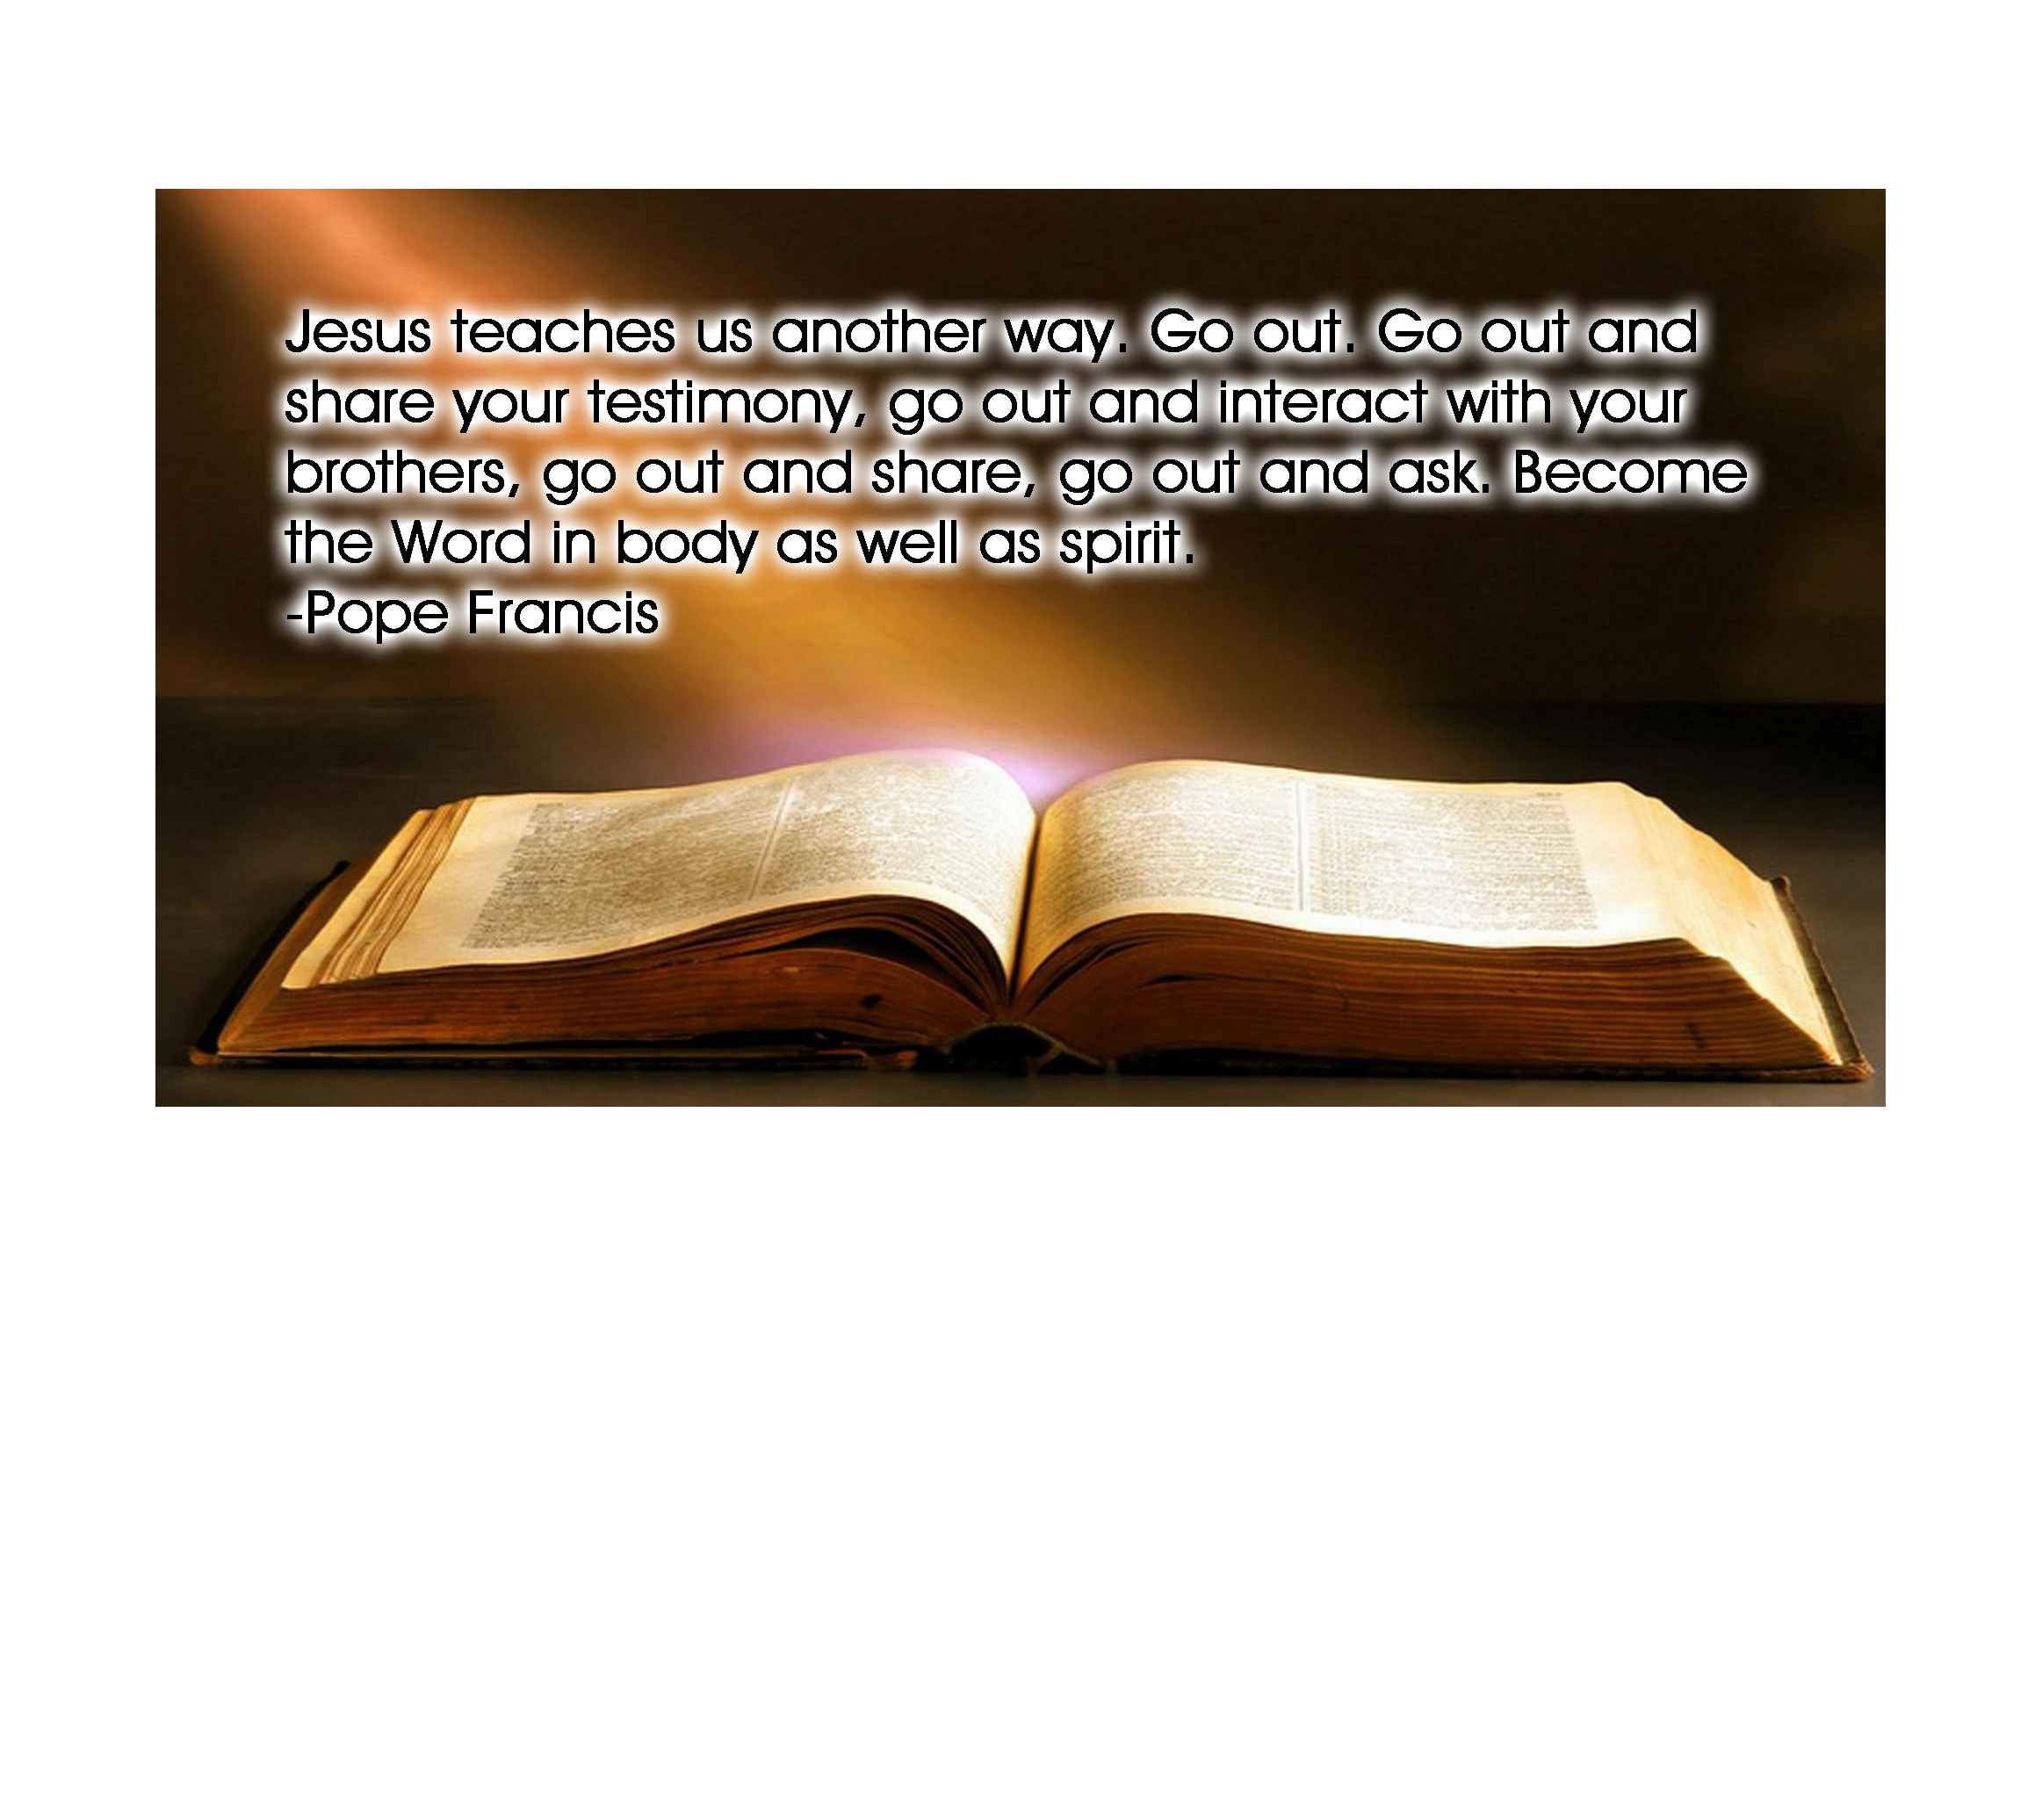 Jesus teaches us another way. Go out. Go out and
share your testimony, go out and interact with your
brothers, go out and share, go out and ask. Become
the Word in body as well as spirit.
-Pope Francis